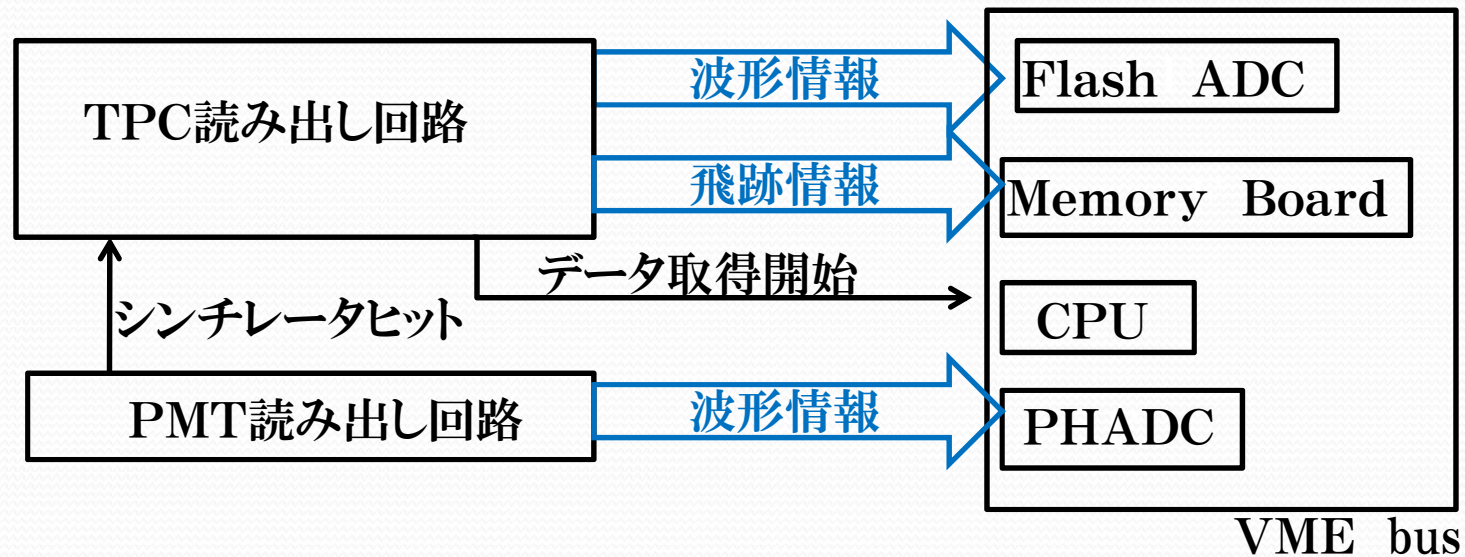 波形情報
Flash ADC
TPC読み出し回路
飛跡情報
Memory Board
データ取得開始
シンチレータヒット
CPU
PMT読み出し回路
波形情報
PHADC
VME bus